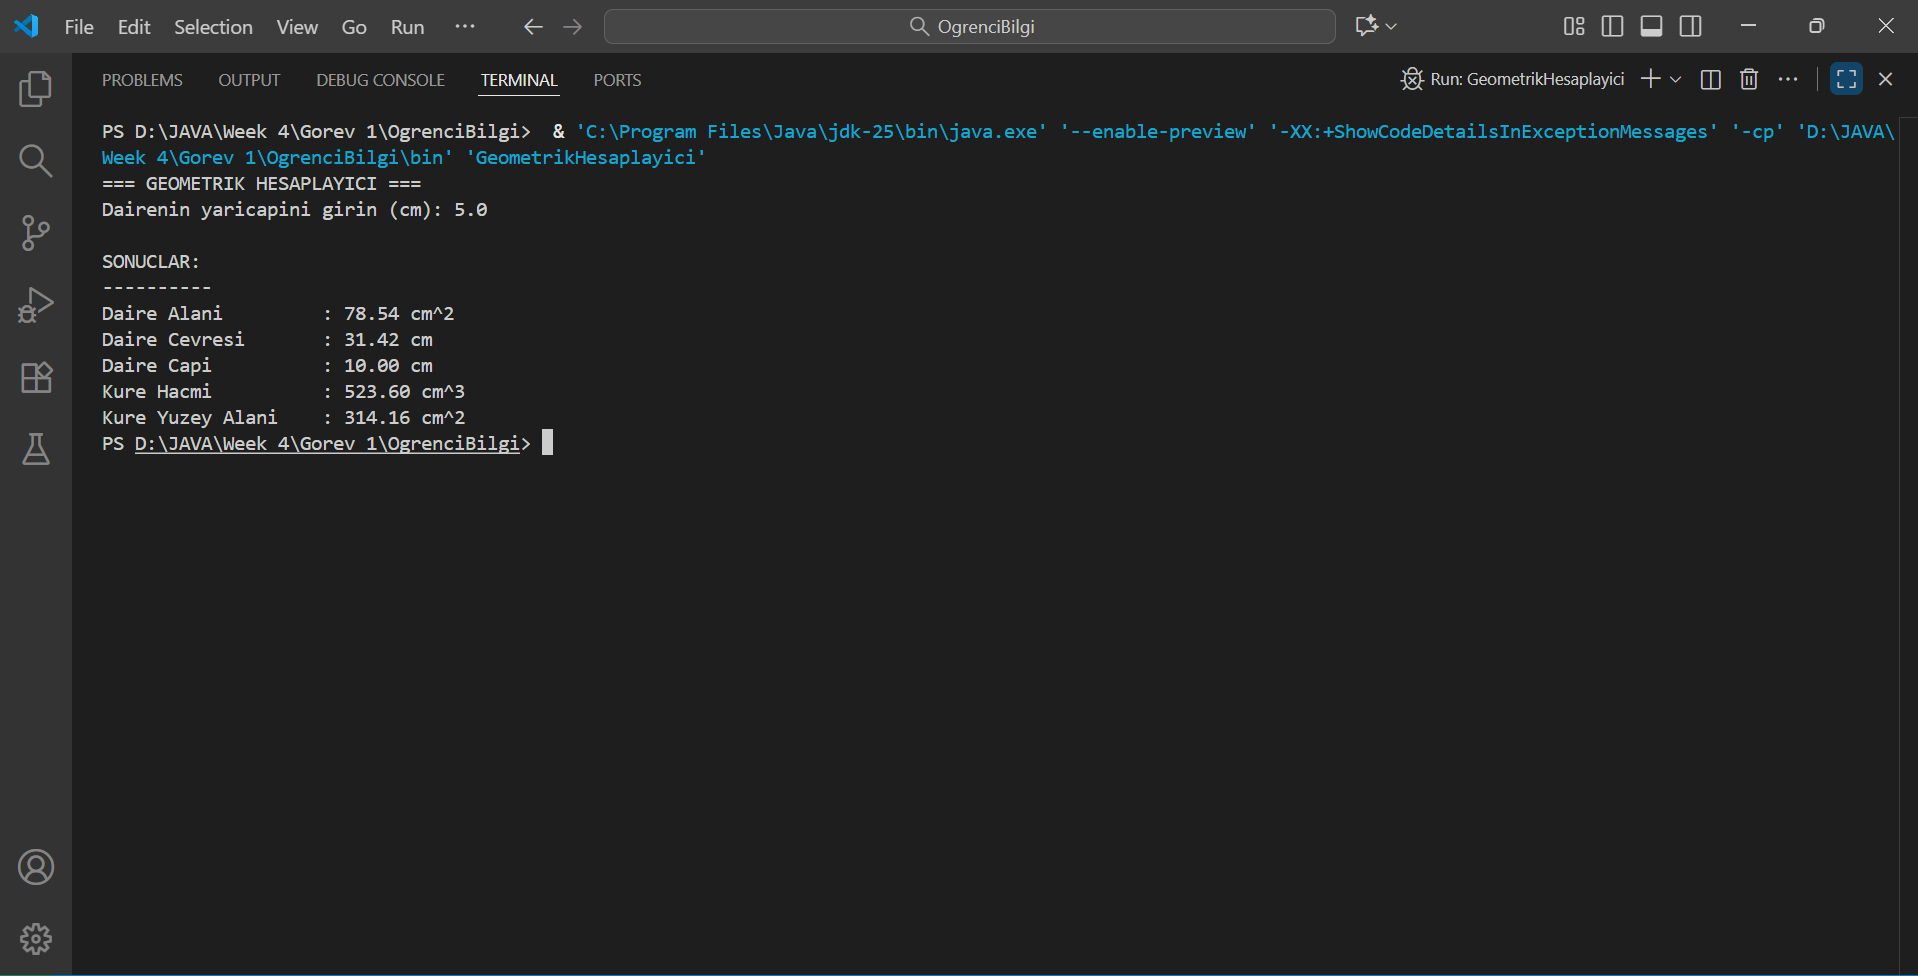 File Edit Selection View Go Run ··· OgrenciBilgi
PROBLEMS OUTPUT DEBUG CONSOLE TERMINAL PORTS Run: GeometrikHesaplayici
PS D:\JAVA\Week 4\Gorev 1\OgrenciBilgi>  & 'C:\Program Files\Java\jdk-25\bin\java.exe' '--enable-preview' '-XX:+ShowCodeDetailsInExceptionMessages' '-cp' 'D:\JAVA\
Week 4\Gorev 1\OgrenciBilgi\bin' 'GeometrikHesaplayici'
=== GEOMETRIK HESAPLAYICI ===
Dairenin yaricapini girin (cm): 5.0
SONUCLAR:
----------
Daire Alani         : 78.54 cm^2
Daire Cevresi       : 31.42 cm
Daire Capi          : 10.00 cm
Kure Hacmi          : 523.60 cm^3
Kure Yuzey Alani    : 314.16 cm^2
PS D:\JAVA\Week 4\Gorev 1\OgrenciBilgi>